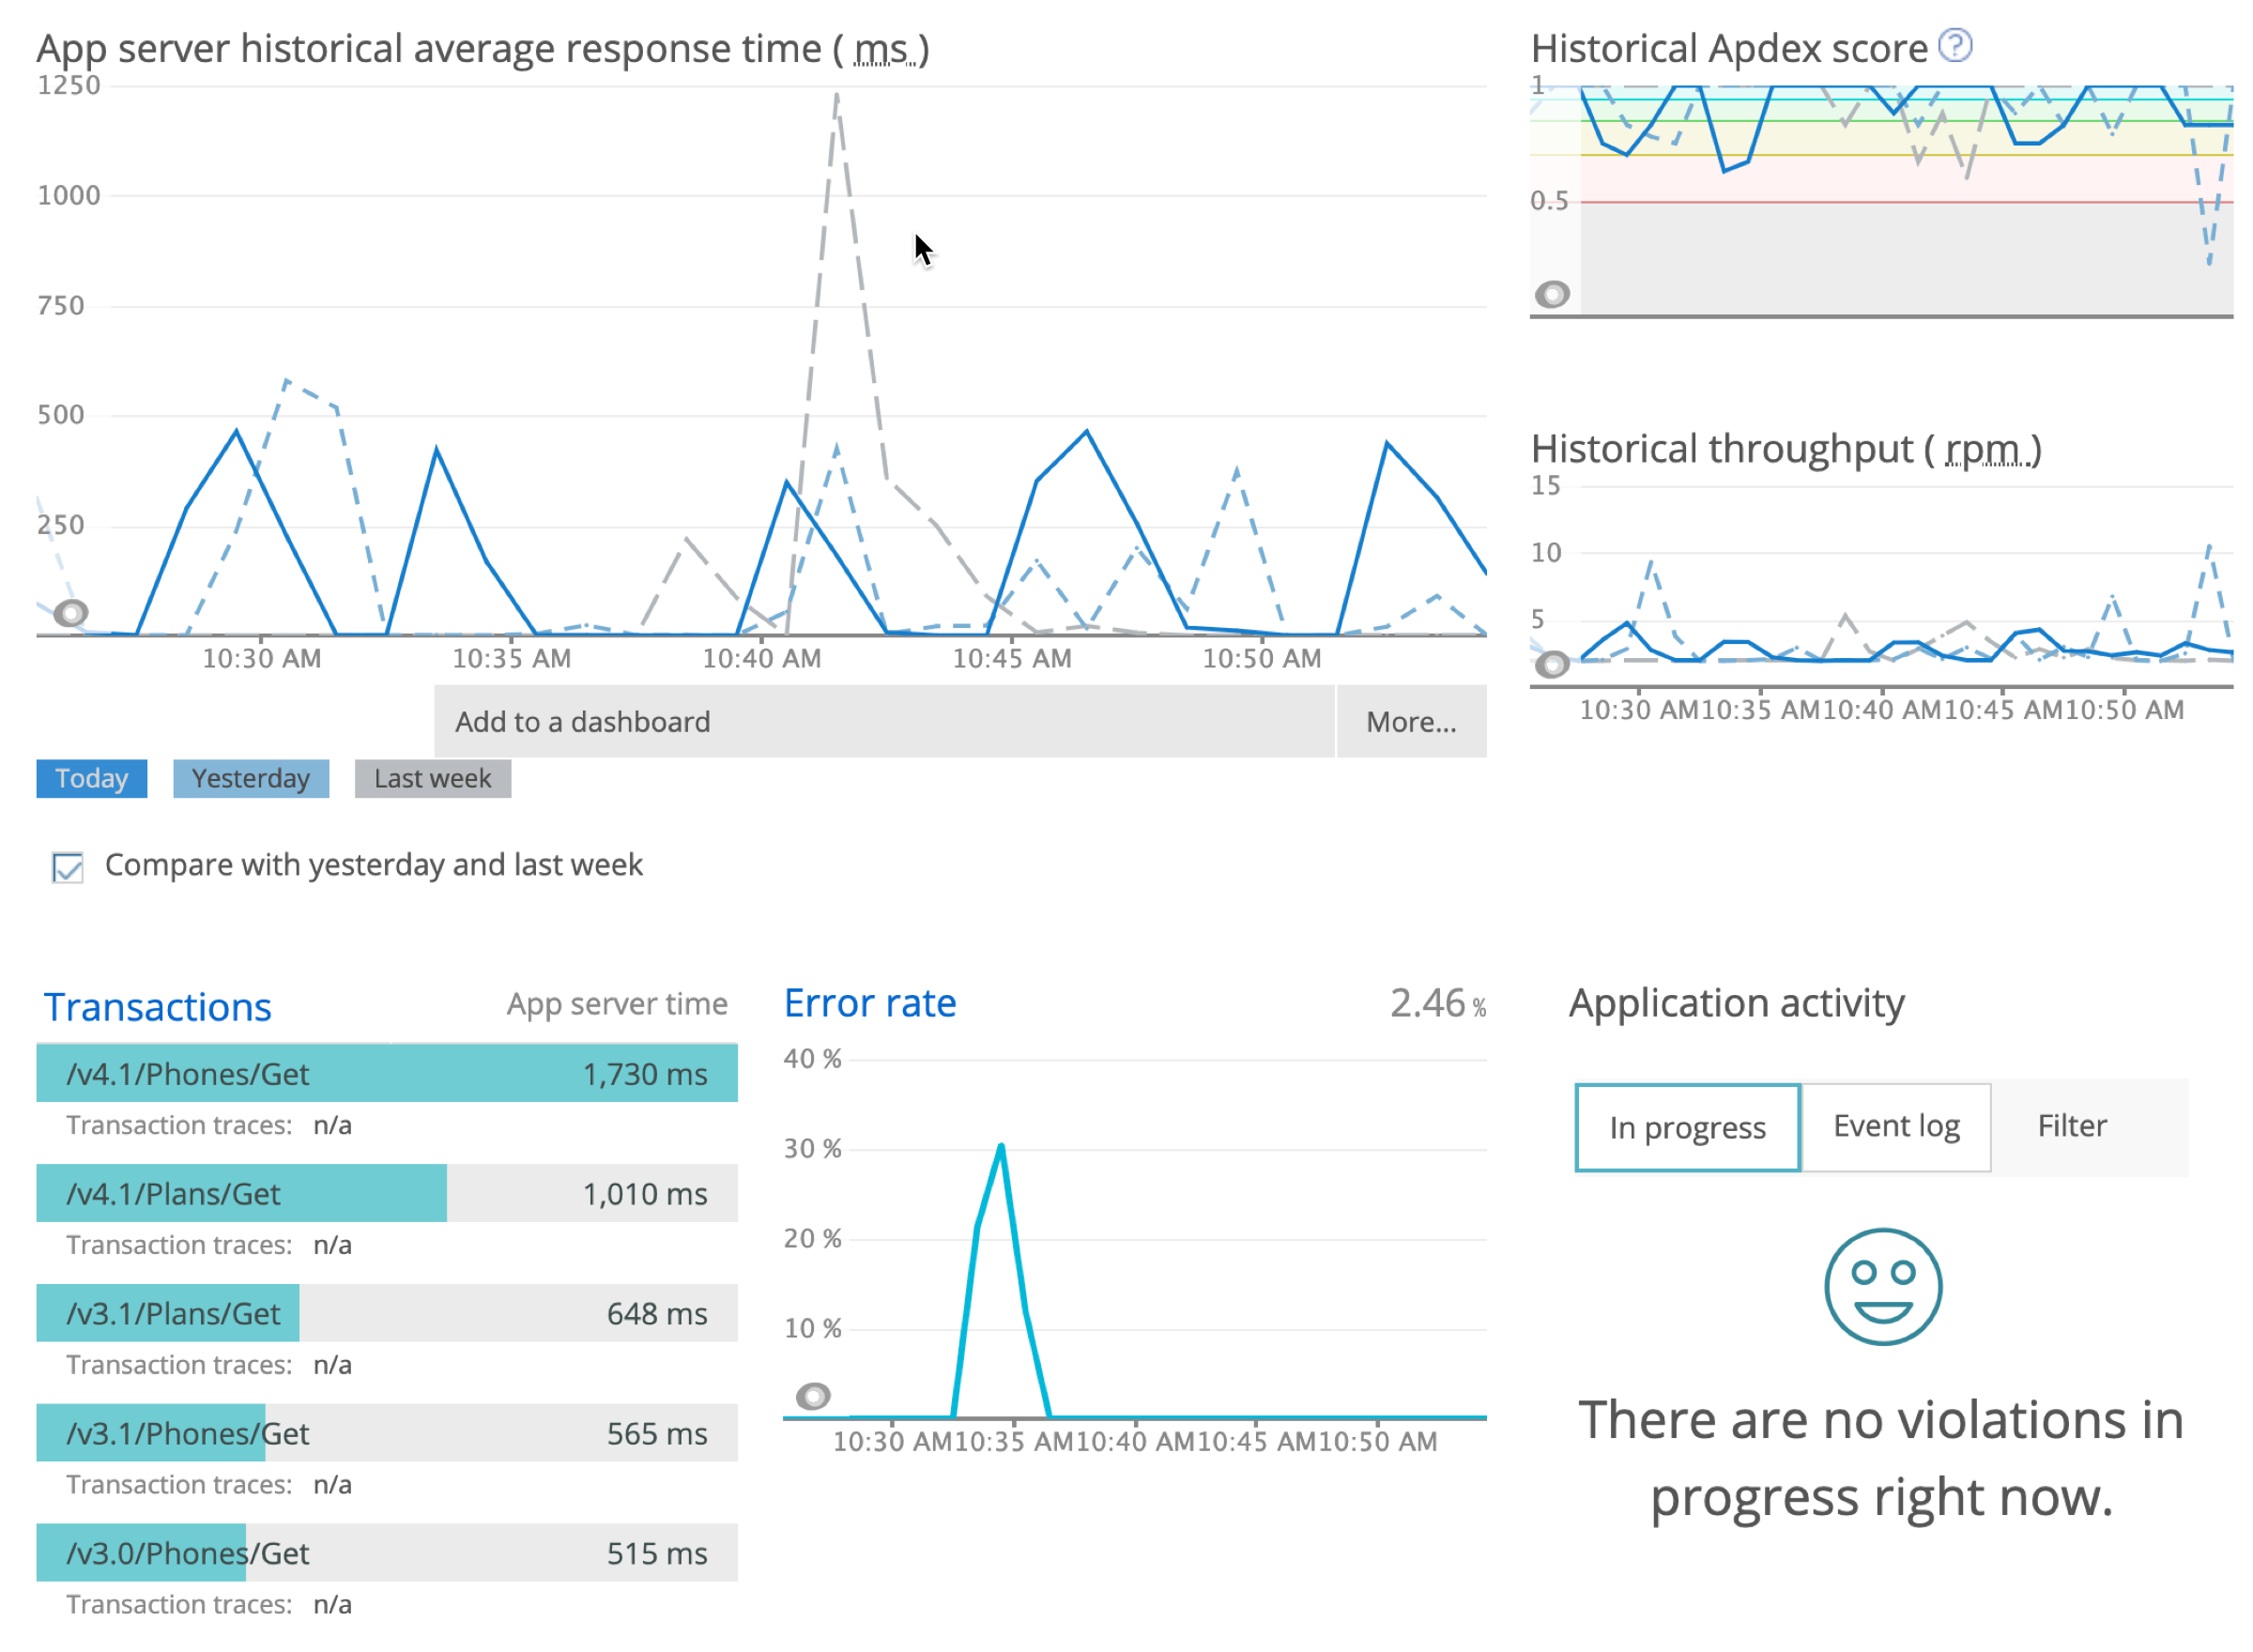 App server historical average response time ( ms )
1250
1000
750
500
250
10:30 AM 10:35 AM 10:40 AM 10:45 AM 10:50 AM
Add to a dashboard More...
Today Yesterday Last week
Compare with yesterday and last week
Historical Apdex score ?
1
0.5
Historical throughput ( rpm )
15
10
5
10:30 AM 10:35 AM 10:40 AM 10:45 AM 10:50 AM
Transactions App server time
/v4.1/Phones/Get 1,730 ms
Transaction traces: n/a
/v4.1/Plans/Get 1,010 ms
Transaction traces: n/a
/v3.1/Plans/Get 648 ms
Transaction traces: n/a
/v3.1/Phones/Get 565 ms
Transaction traces: n/a
/v3.0/Phones/Get 515 ms
Transaction traces: n/a
Error rate 2.46 %
40 %
30 %
20 %
10 %
10:30 AM 10:35 AM 10:40 AM 10:45 AM 10:50 AM
Application activity
In progress Event log Filter
There are no violations in
progress right now.